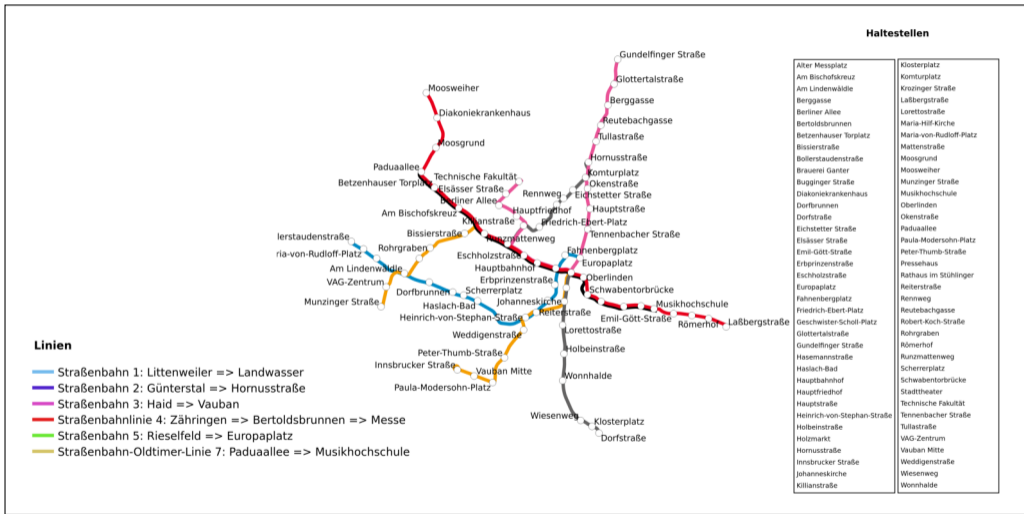 Haltestellen
Gundelfinger Straße
Glottertalstraße
Moosweiher
Berggasse
Diakoniekrankenhaus
Reutebachgasse
Tullastraße
Moosgrund
Hornusstraße
Paduaallee
Technische Fakultät
Komturplatz
Betzenhauser Torplatz
Okenstraße
Elsässer Straße
Rennweg
Eichstetter Straße
Berliner Allee
Hauptfriedhof
Hauptstraße
Am Bischofskreuz
Killianstraße
Friedrich-Ebert-Platz
Bissierstraße
Tennenbacher Straße
lerstaudenstraße
Runzmattenweg
Rohrgraben
Fahnenbergplatz
ria-von-Rudloff-Platz
Eschholzstraße
Europaplatz
Am Lindenwäldle
Hauptbahnhof
Oberlinden
VAG-Zentrum
Erbprinzenstraße
Dorfbrunnen
Scherrerplatz
Schwabentorbrücke
Munzinger Straße
Johanneskirche
Musikhochschule
Haslach-Bad
Reiterstraße
Heinrich-von-Stephan-Straße
Emil-Gött-Straße
Römerhof
Laßbergstraße
Lorettostraße
Weddigenstraße
Holbeinstraße
Peter-Thumb-Straße
Innsbrucker Straße
Vauban Mitte
Wonnhalde
Paula-Modersohn-Platz
Wiesenweg
Klosterplatz
Dorfstraße
Linien
Straßenbahn 1: Littenweiler => Landwasser
Straßenbahn 2: Günterstal => Hornusstraße
Straßenbahn 3: Haid => Vauban
Straßenbahnlinie 4: Zähringen => Bertoldsbrunnen => Messe
Straßenbahn 5: Rieselfeld => Europaplatz
Straßenbahn-Oldtimer-Linie 7: Paduaallee => Musikhochschule
Alter Messplatz
Am Bischofskreuz
Am Lindenwäldle
Berggasse
Berliner Allee
Bertoldsbrunnen
Betzenhauser Torplatz
Bissierstraße
Bollerstaudenstraße
Brauerei Ganter
Bugginger Straße
Diakoniekrankenhaus
Dorfbrunnen
Dorfstraße
Eichstetter Straße
Elsässer Straße
Emil-Gött-Straße
Erbprinzenstraße
Eschholzstraße
Europaplatz
Fahnenbergplatz
Friedrich-Ebert-Platz
Geschwister-Scholl-Platz
Glottertalstraße
Gundelfinger Straße
Hasemannstraße
Haslach-Bad
Hauptbahnhof
Hauptfriedhof
Hauptstraße
Heinrich-von-Stephan-Straße
Holbeinstraße
Holzmarkt
Hornusstraße
Innsbrucker Straße
Johanneskirche
Killianstraße
Klosterplatz
Komturplatz
Krozinger Straße
Laßbergstraße
Lorettostraße
Maria-Hilf-Kirche
Maria-von-Rudloff-Platz
Mattenstraße
Moosgrund
Moosweiher
Munzinger Straße
Musikhochschule
Oberlinden
Okenstraße
Paduaallee
Paula-Modersohn-Platz
Peter-Thumb-Straße
Pressehaus
Rathaus im Stühlinger
Reiterstraße
Rennweg
Reutebachgasse
Robert-Koch-Straße
Rohrgraben
Römerhof
Runzmattenweg
Scherrerplatz
Schwabentorbrücke
Stadttheater
Technische Fakultät
Tennenbacher Straße
Tullastraße
VAG-Zentrum
Vauban Mitte
Weddigenstraße
Wiesenweg
Wonnhalde